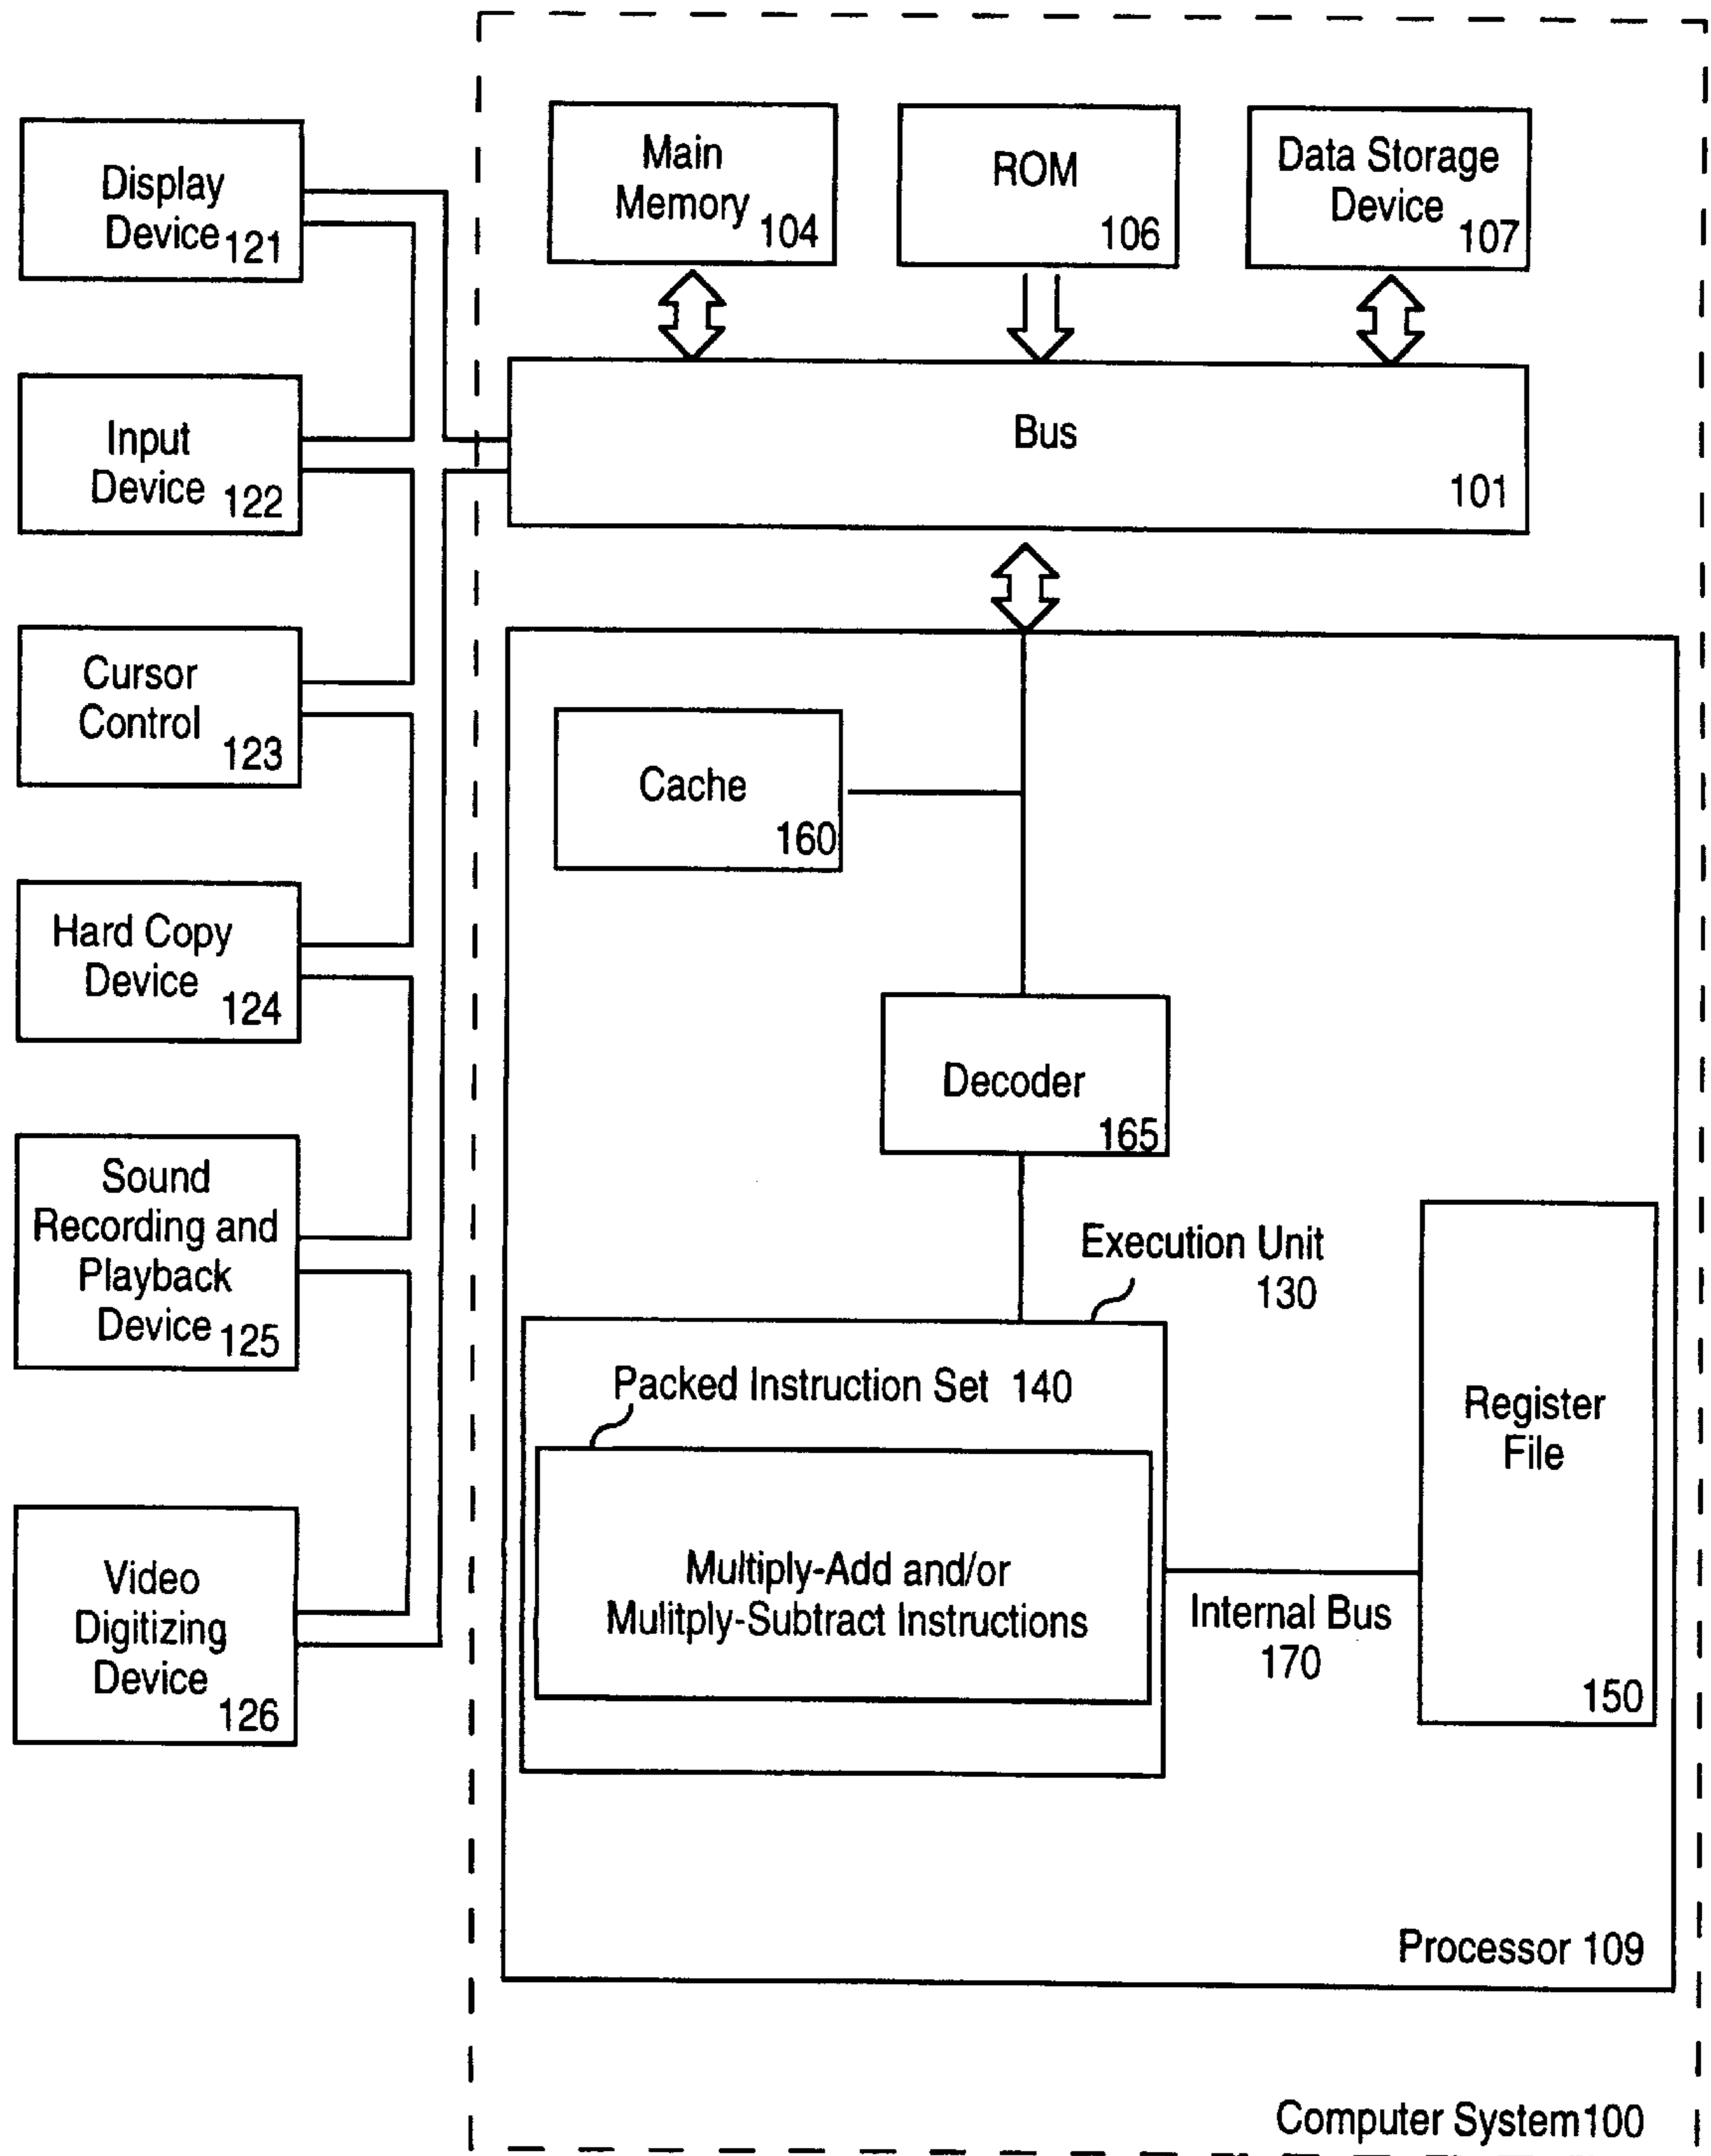 Display
Device 121
Input
Device 122
Cursor
Control 123
Hard Copy
Device 124
Sound
Recording and
Playback
Device 125
Video
Digitizing
Device 126
Main
Memory 104
ROM
106
Data Storage
Device 107
Bus
101
Cache
160
Decoder
165
Execution Unit
130
Packed Instruction Set 140
Multiply-Add and/or
Mulitply-Subtract Instructions
Internal Bus
170
Register
File
150
Processor 109
Computer System100